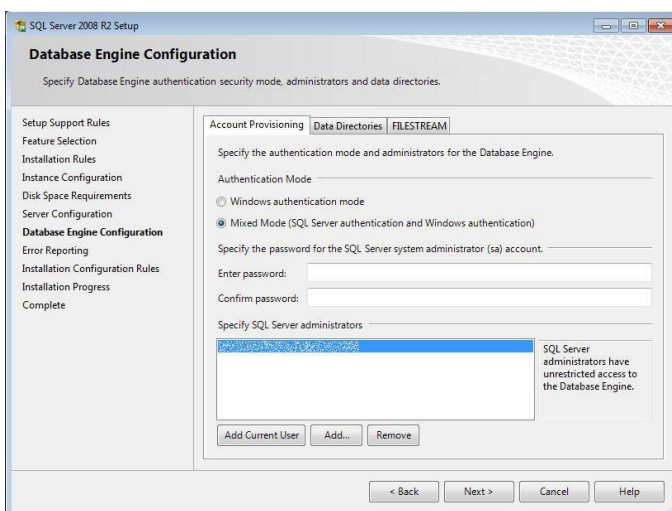 SQL Server 2008 R2 Setup
Database Engine Configuration
Specify Database Engine authentication security mode, administrators and data directories.
Setup Support Rules
Feature Selection
Installation Rules
Instance Configuration
Disk Space Requirements
Server Configuration
Database Engine Configuration
Error Reporting
Installation Configuration Rules
Installation Progress
Complete
Account Provisioning Data Directories FILESTREAM
Specify the authentication mode and administrators for the Database Engine.
Authentication Mode
Windows authentication mode
Mixed Mode (SQL Server authentication and Windows authentication)
Specify the password for the SQL Server system administrator (sa) account.
Enter password:
Confirm password:
Specify SQL Server administrators
SQL Server
administrators have
unrestricted access to
the Database Engine.
Add Current User Add... Remove
< Back Next > Cancel Help